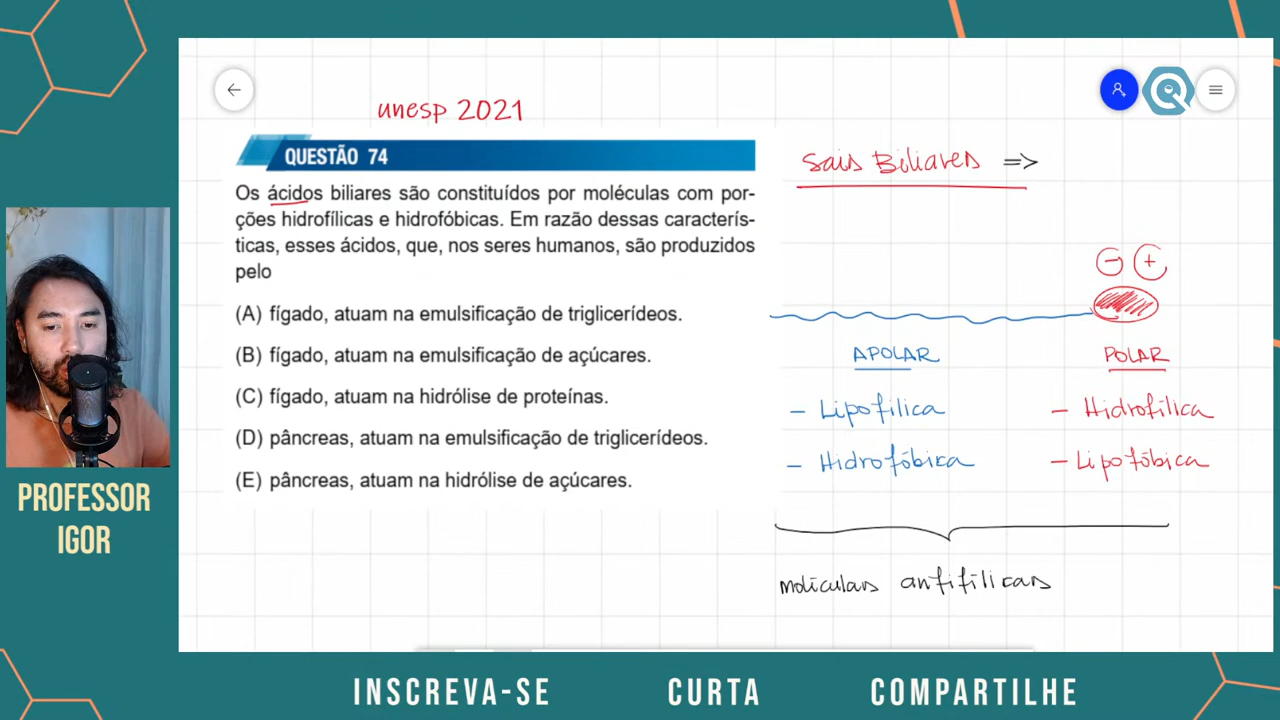 unesp 2021
QUESTÃO 74
Os ácidos biliares são constituídos por moléculas com por-
ções hidrofílicas e hidrofóbicas. Em razão dessas caracterís-
ticas, esses ácidos, que, nos seres humanos, são produzidos
pelo
(A) fígado, atuam na emulsificação de triglicerídeos.
(B) fígado, atuam na emulsificação de açúcares.
(C) fígado, atuam na hidrólise de proteínas.
(D) pâncreas, atuam na emulsificação de triglicerídeos.
(E) pâncreas, atuam na hidrólise de açúcares.
Sais Biliares =>
- +
APOLAR POLAR
- Lipofílica - Hidrofílica
- Hidrofóbica - Lipofóbica
moléculas anfifílicas
PROFESSOR
IGOR
INSCREVA-SE CURTA COMPARTILHE